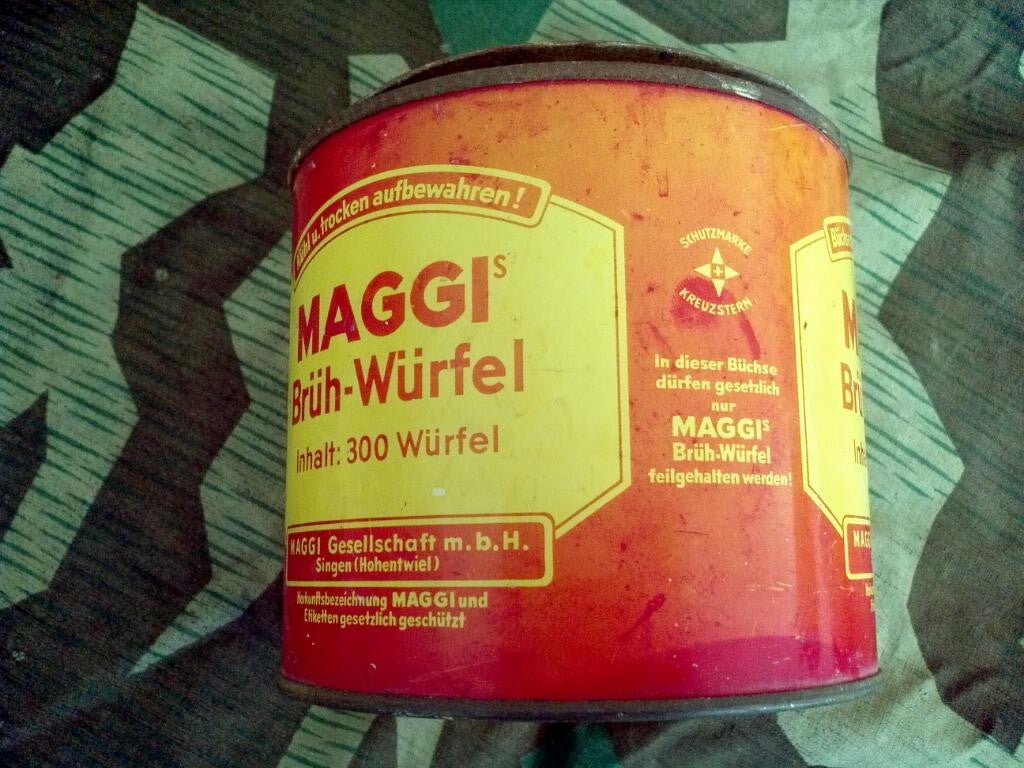 Kühl u. trocken aufbewahren!
MAGGIS
Brüh-Würfel
Inhalt: 300 Würfel
MAGGI Gesellschaft m.b.H.
Singen (Hohentwiel)
Herkunftsbezeichnung MAGGI und
Etiketten gesetzlich geschützt
SCHUTZMARKE
KREUZSTERN
In dieser Büchse
dürfen gesetzlich
nur
MAGGIS
Brüh-Würfel
feilgehalten werden!